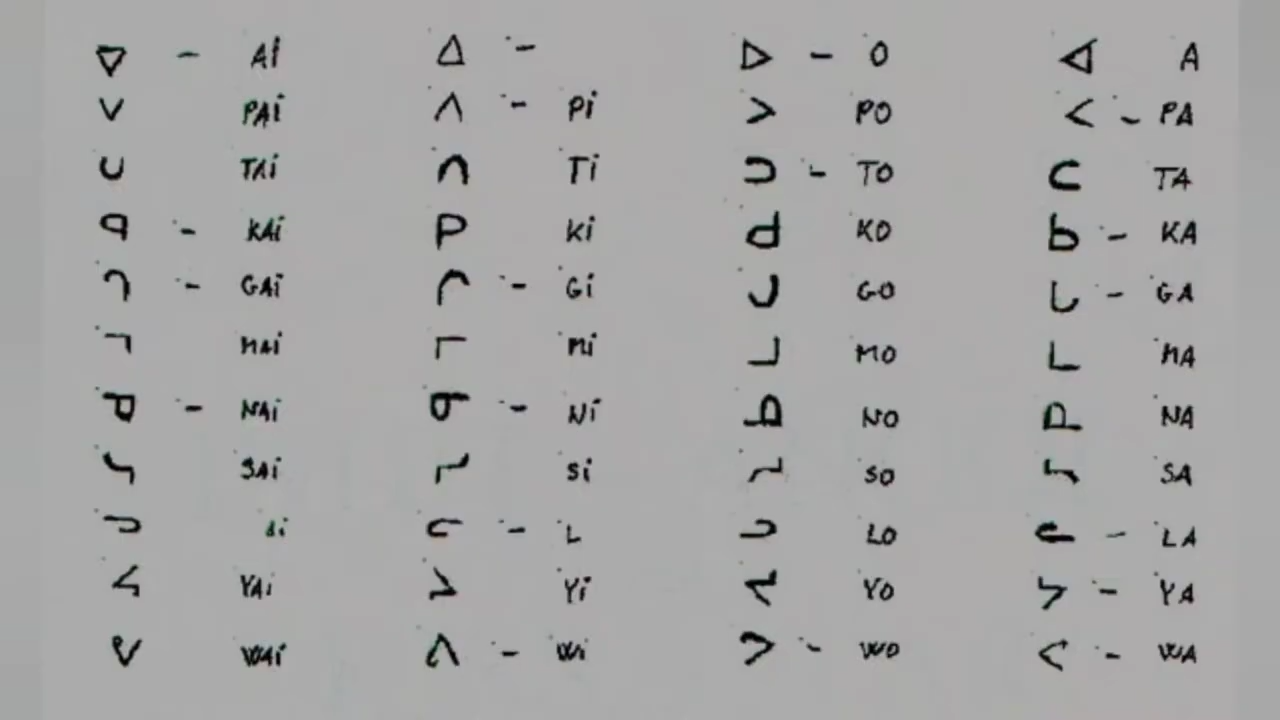 ᐁ - Ai ᐃ - ᐅ - O ᐊ A
ᐯ PAi ᐱ - Pi ᐳ PO ᐸ - PA
ᑌ TAi ᑎ Ti ᑐ - TO ᑕ TA
ᑫ - KAi ᑭ Ki ᑯ KO ᑲ - KA
ᒉ - GAi ᒋ - Gi ᒍ GO ᒐ - GA
ᒣ MAi ᒥ Mi ᒧ MO ᒪ MA
ᓀ - NAi ᓂ - Ni ᓄ NO ᓇ NA
ᓭ SAi ᓯ Si ᓱ SO ᓴ SA
ᓓ ᓕ - L ᓗ LO ᓚ - LA
ᔦ YAi ᔨ Yi ᔪ YO ᔭ - YA
ᕓ WAi ᕕ - Wi ᕗ - WO ᕙ - WA